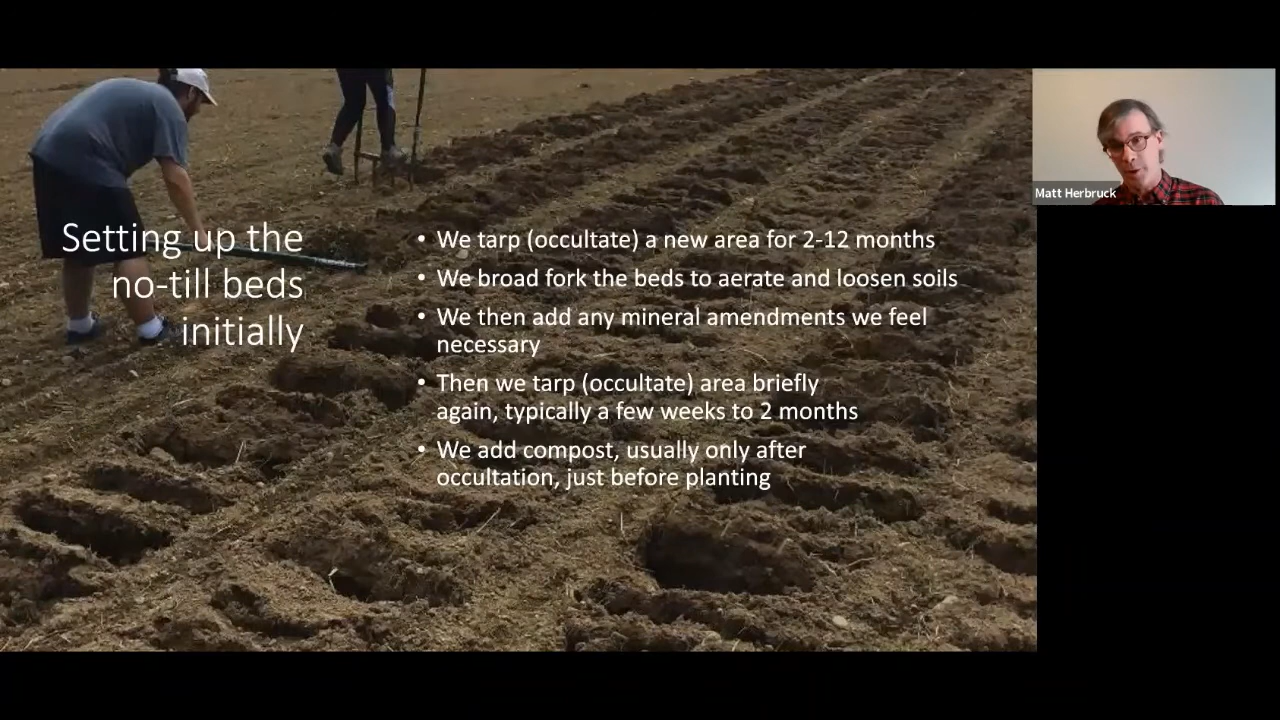 Setting up the
no-till beds
initially
• We tarp (occultate) a new area for 2-12 months
• We broad fork the beds to aerate and loosen soils
• We then add any mineral amendments we feel
necessary
• Then we tarp (occultate) area briefly
again, typically a few weeks to 2 months
• We add compost, usually only after
occultation, just before planting
Matt Herbruck